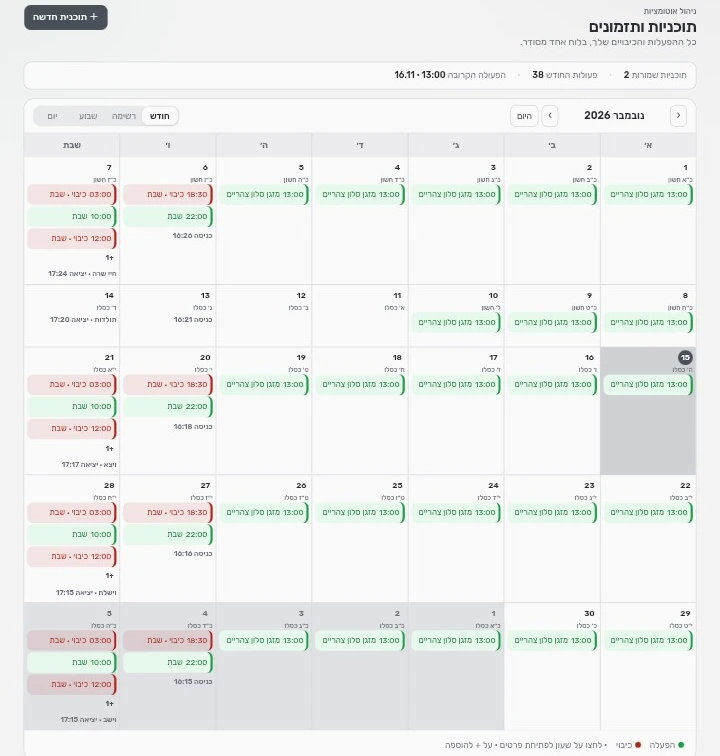 ניהול אוטומציות
תוכניות ותזמונים
כל ההפעלות והכיבויים שלך, בלוח אחד מסודר.
+ תוכנית חדשה
תוכניות שמורות 2 · פעולות החודש 38 · הפעולה הקרובה 13:00 · 16.11
נובמבר 2026
היום
חודש רשימה שבוע יום
א׳ ב׳ ג׳ ד׳ ה׳ ו׳ שבת
1
כ״א חשון
13:00 מזגן סלון צהריים
2
כ״ב חשון
13:00 מזגן סלון צהריים
3
כ״ג חשון
13:00 מזגן סלון צהריים
4
כ״ד חשון
13:00 מזגן סלון צהריים
5
כ״ה חשון
13:00 מזגן סלון צהריים
6
כ״ו חשון
18:30 כיבוי · שבת
22:00 שבת
כניסה 16:26
7
כ״ז חשון
03:00 כיבוי · שבת
10:00 שבת
12:00 כיבוי · שבת
+1
חיי שרה · יציאה 17:24
8
כ״ח חשון
13:00 מזגן סלון צהריים
9
כ״ט חשון
13:00 מזגן סלון צהריים
10
ל׳ חשון
13:00 מזגן סלון צהריים
11
א׳ כסלו
12
ב׳ כסלו
13
ג׳ כסלו
כניסה 16:21
14
ד׳ כסלו
תולדות · יציאה 17:20
15
ה׳ כסלו
13:00 מזגן סלון צהריים
16
ו׳ כסלו
13:00 מזגן סלון צהריים
17
ז׳ כסלו
13:00 מזגן סלון צהריים
18
ח׳ כסלו
13:00 מזגן סלון צהריים
19
ט׳ כסלו
13:00 מזגן סלון צהריים
20
י׳ כסלו
18:30 כיבוי · שבת
22:00 שבת
כניסה 16:18
21
י״א כסלו
03:00 כיבוי · שבת
10:00 שבת
12:00 כיבוי · שבת
+1
ויצא · יציאה 17:17
22
י״ב כסלו
13:00 מזגן סלון צהריים
23
י״ג כסלו
13:00 מזגן סלון צהריים
24
י״ד כסלו
13:00 מזגן סלון צהריים
25
ט״ו כסלו
13:00 מזגן סלון צהריים
26
ט״ז כסלו
13:00 מזגן סלון צהריים
27
י״ז כסלו
18:30 כיבוי · שבת
22:00 שבת
כניסה 16:16
28
י״ח כסלו
03:00 כיבוי · שבת
10:00 שבת
12:00 כיבוי · שבת
+1
וישלח · יציאה 17:15
29
י״ט כסלו
13:00 מזגן סלון צהריים
30
כ׳ כסלו
13:00 מזגן סלון צהריים
1
כ״א כסלו
13:00 מזגן סלון צהריים
2
כ״ב כסלו
13:00 מזגן סלון צהריים
3
כ״ג כסלו
13:00 מזגן סלון צהריים
4
כ״ד כסלו
18:30 כיבוי · שבת
22:00 שבת
כניסה 16:15
5
כ״ה כסלו
03:00 כיבוי · שבת
10:00 שבת
12:00 כיבוי · שבת
+1
וישב · יציאה 17:15
הפעלה כיבוי · לחצו על שעון לפתיחת פרטים · על + להוספה